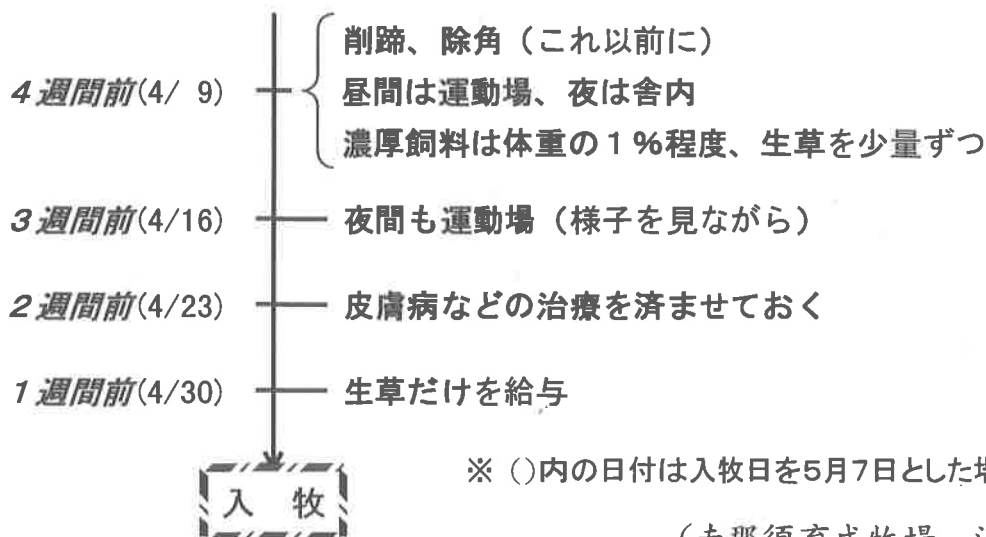 削蹄、除角（これ以前に）
4週間前(4/ 9)
昼間は運動場、夜は舎内
濃厚飼料は体重の１％程度、生草を少量ずつ
3週間前(4/16)
夜間も運動場（様子を見ながら）
2週間前(4/23)
皮膚病などの治療を済ませておく
1週間前(4/30)
生草だけを給与
※ ()内の日付は入牧日を5月7日とした
入 牧